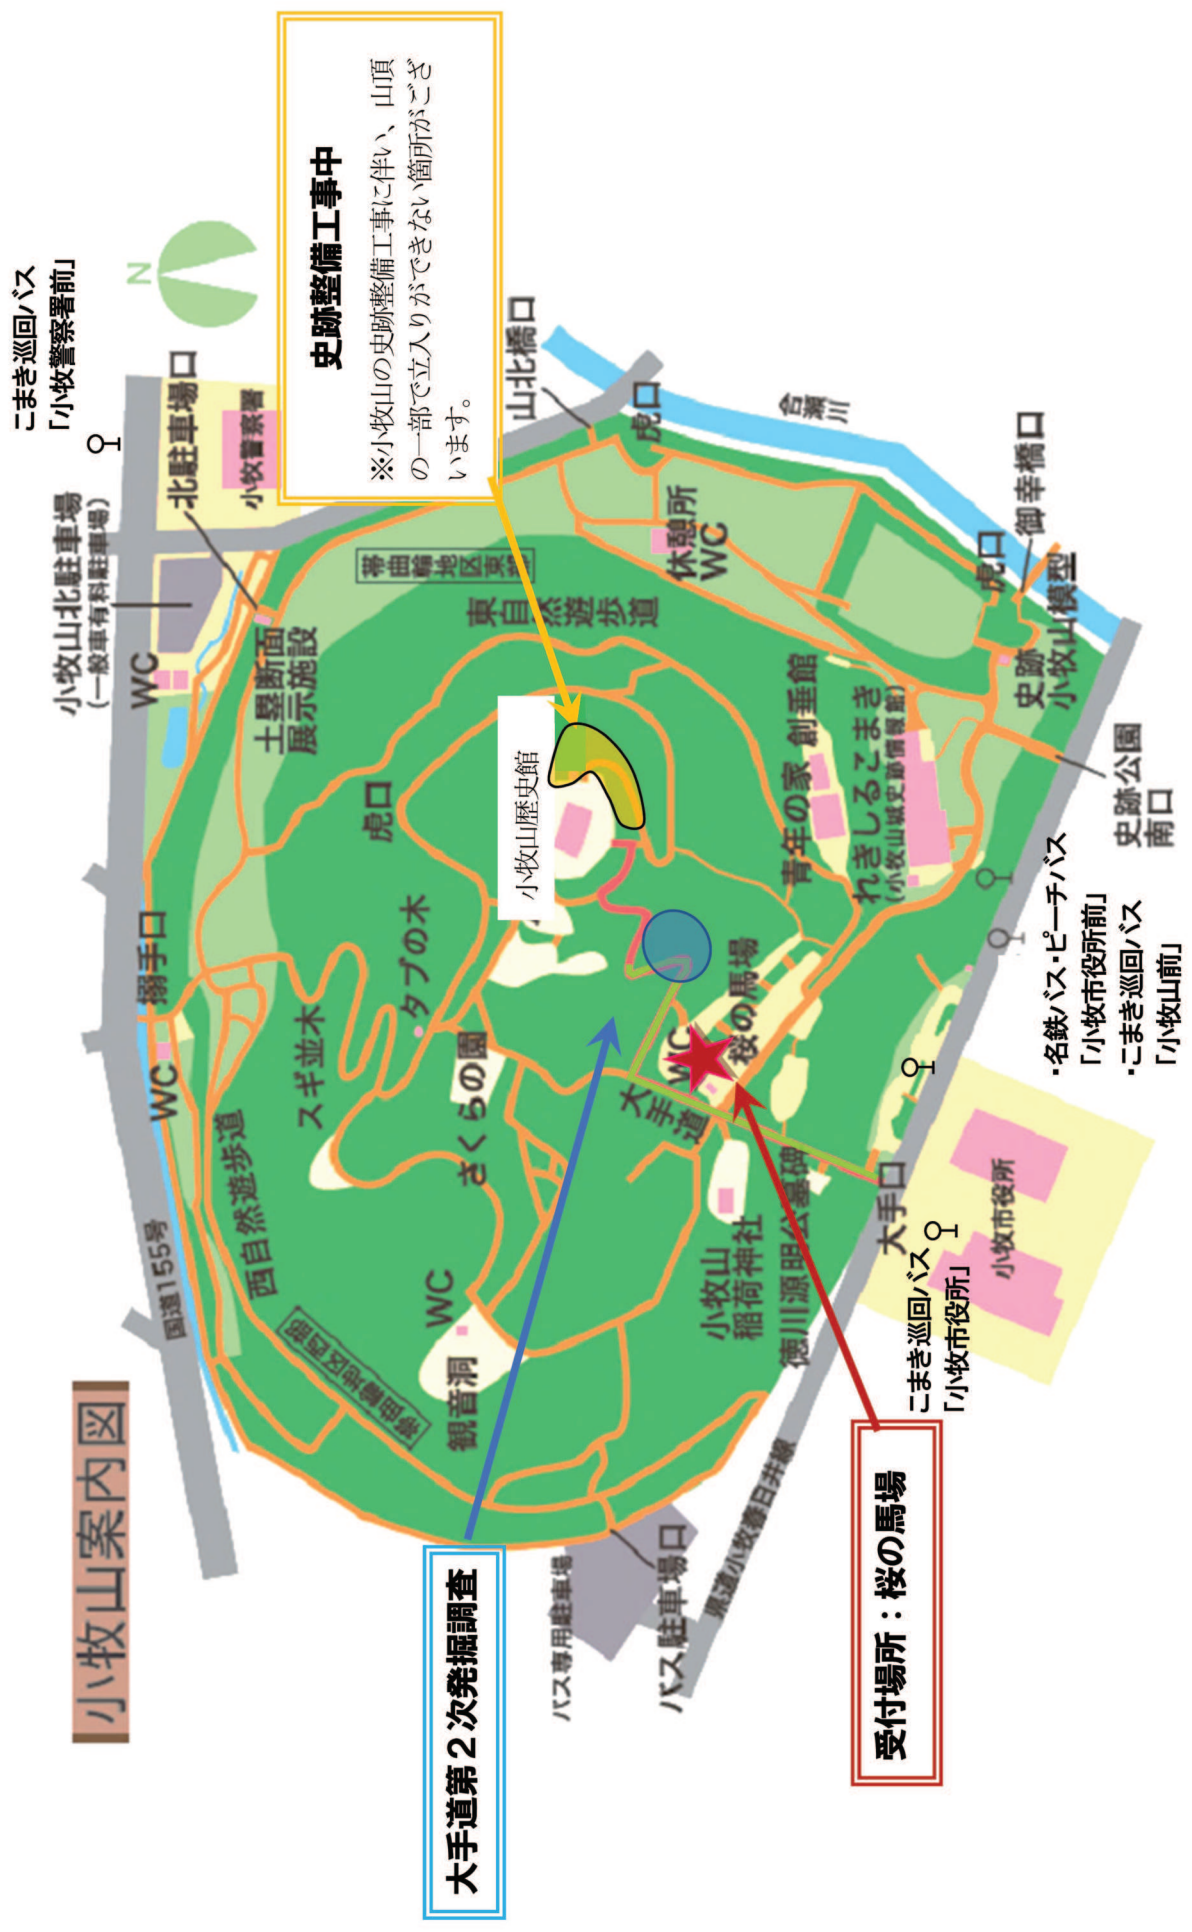 小牧山案内図
こまき巡回バス
「小牧警察署前」
小牧山北駐車場
(一般車有料駐車場)
北駐車場口
小牧警察署
N
WC
土塁断面
展示施設
搦手口
WC
国道155号
西自然遊歩道
スギ並木
タブの木
虎口
帯曲輪地区東部
東自然遊歩道
史跡整備工事中
※小牧山の史跡整備工事に伴い、山頂
の一部で立入りができない箇所がござ
います。
山北橋口
虎口
合瀬川
休憩所
WC
小牧山歴史館
帯曲輪地区西部
観音洞
WC
さくらの園
大手道第2次発掘調査
バス専用駐車場
バス駐車場口
県道小牧春日井線
大手道
WC
桜の馬場
小牧山
稲荷神社
徳川源明公墓碑
青年の家
創垂館
れきしるこまき
(小牧山城史跡情報館)
虎口
御幸橋口
史跡
小牧山模型
史跡公園
南口
大手口
こまき巡回バス
「小牧市役所」
小牧市役所
・名鉄バス・ピーチバス
「小牧市役所前」
・こまき巡回バス
「小牧山前」
受付場所：桜の馬場